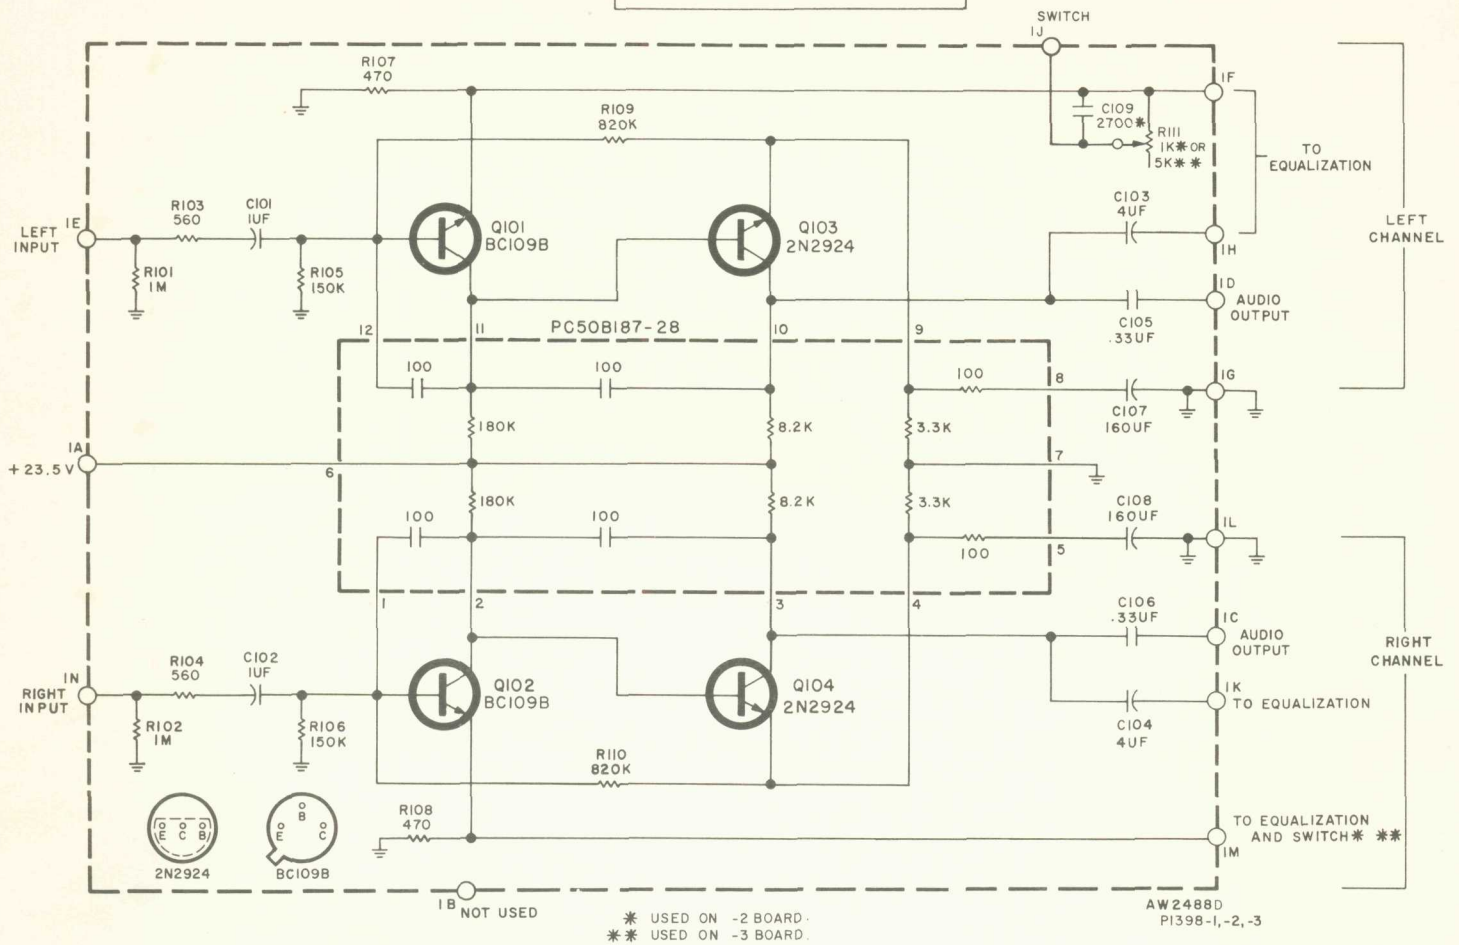 SWITCH
1J
R107
470
1F
R109
820K
C109
2700*
R111
1K* OR
5K**
TO
EQUALIZATION
C103
4UF
1H
LEFT
CHANNEL
1E
LEFT
INPUT
R103
560
C101
1UF
R101
1M
R105
150K
Q101
BC109B
Q103
2N2924
1D
AUDIO
OUTPUT
C105
.33UF
12
11
PC50B187-28
10
9
100
100
100
8
C107
160UF
1G
180K
8.2K
3.3K
1A
+23.5V
6
7
180K
8.2K
3.3K
C108
160UF
1L
100
100
100
5
1
2
3
4
C106
.33UF
1C
AUDIO
OUTPUT
RIGHT
CHANNEL
1N
RIGHT
INPUT
R104
560
C102
1UF
R102
1M
R106
150K
Q102
BC109B
Q104
2N2924
C104
4UF
1K
TO EQUALIZATION
R110
820K
R108
470
TO EQUALIZATION
AND SWITCH* **
1M
E C B
2N2924
B
E C
BC109B
1B NOT USED
* USED ON -2 BOARD.
** USED ON -3 BOARD.
AW2488D
P1398-1,-2,-3